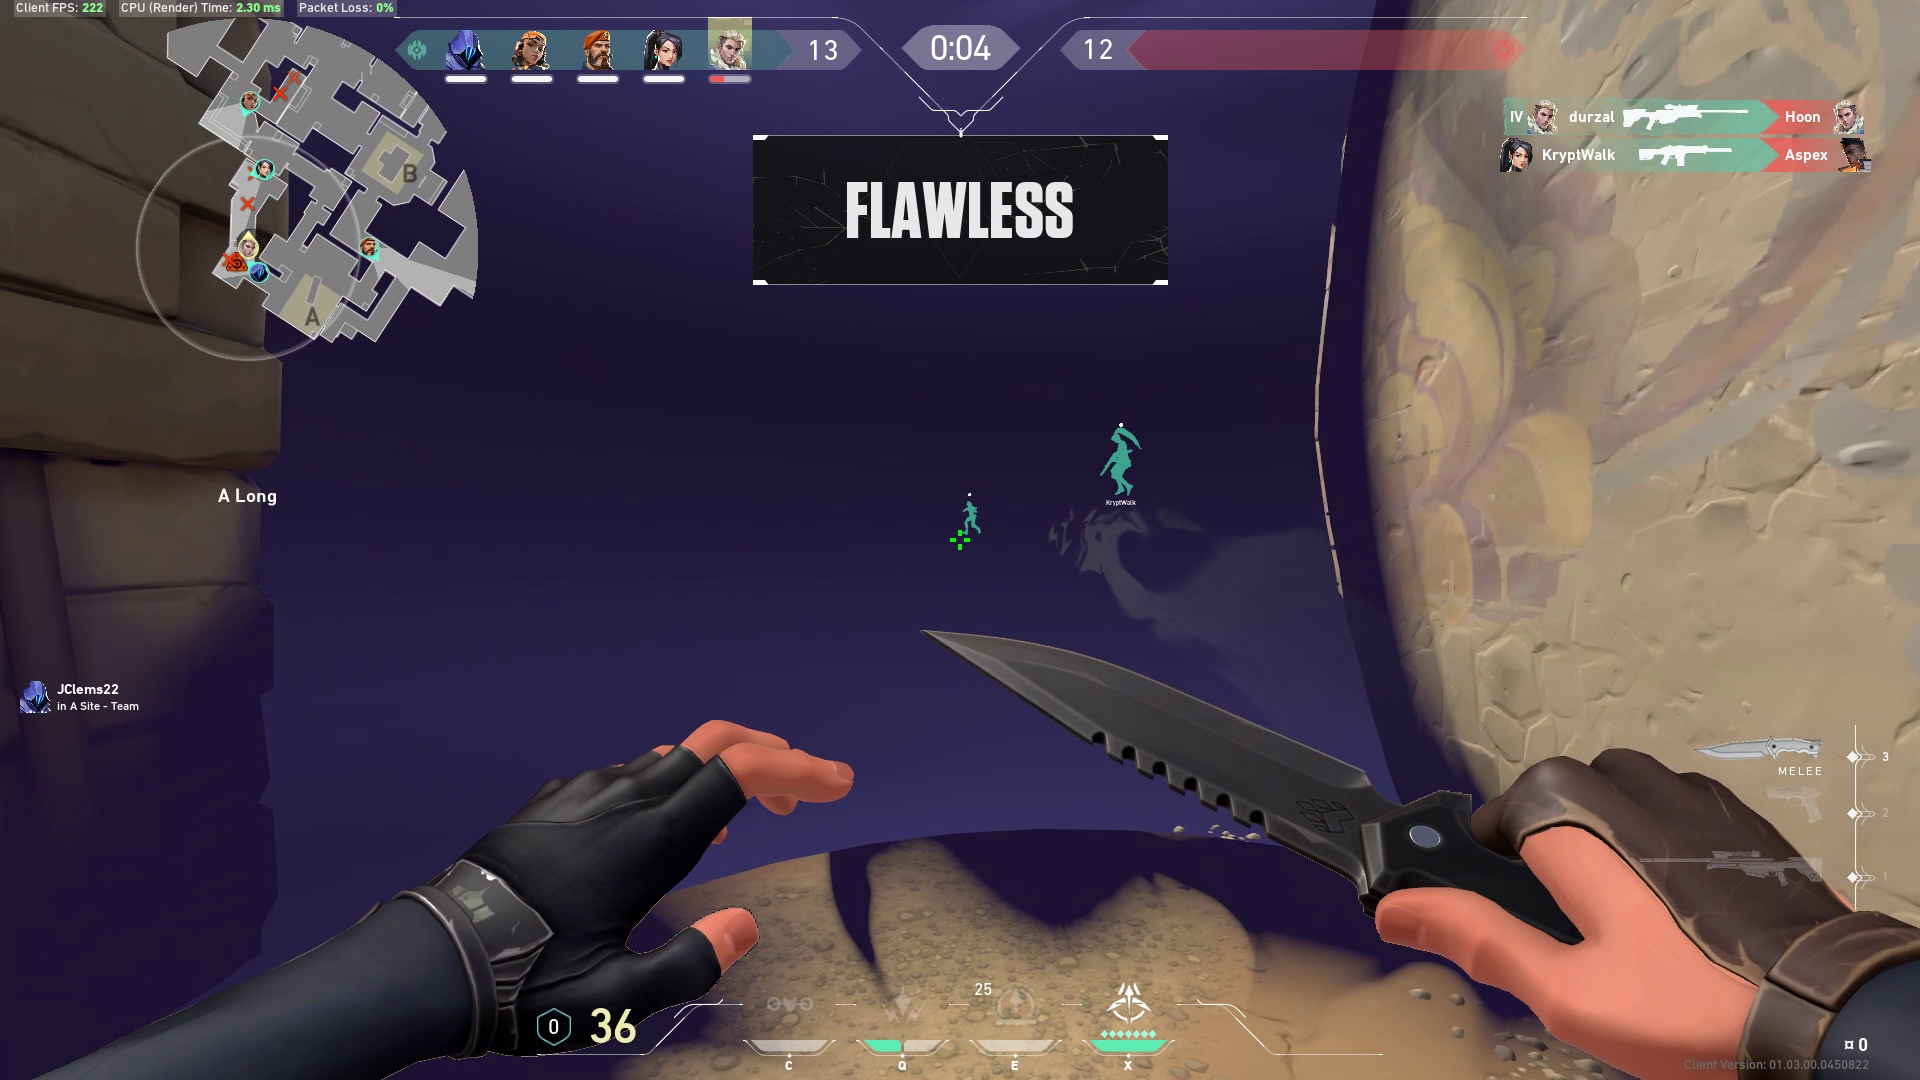 Client FPS: 222 CPU (Render) Time: 2.30 ms Packet Loss: 0%
13 0:04 12
FLAWLESS
IV durzal Hoon
KryptWalk Aspex
B
A
A Long
KryptWalk
JClems22
in A Site - Team
3
MELEE
2
1
25
0 36
C Q E X
¤ 0
Client Version: 01.03.00.0450822